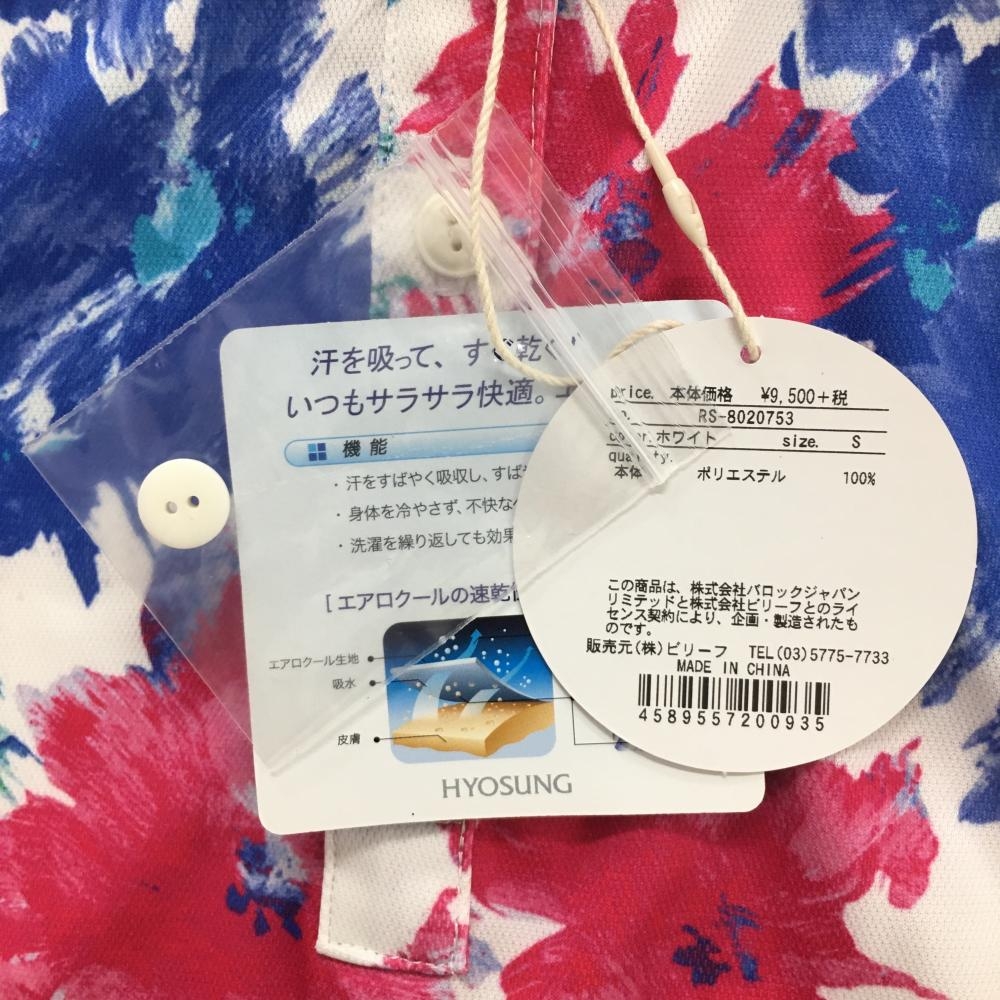 汗を吸って、すぐ乾く
いつもサラサラ快適。
機能
・汗をすばやく吸収し、すば
・身体を冷やさず、不快な
・洗濯を繰り返しても効果
[エアロクールの速乾
エアロクール生地
吸水
皮膚
HYOSUNG
price. 本体価格 ¥9,500+税
RS-8020753
color. ホワイト size. S
quality.
本体 ポリエステル 100%
この商品は、株式会社バロックジャパン
リミテッドと株式会社ビリーフとのライ
センス契約により、企画・製造されたも
のです。
販売元(株)ビリーフ TEL(03)5775-7733
MADE IN CHINA
4589557200935